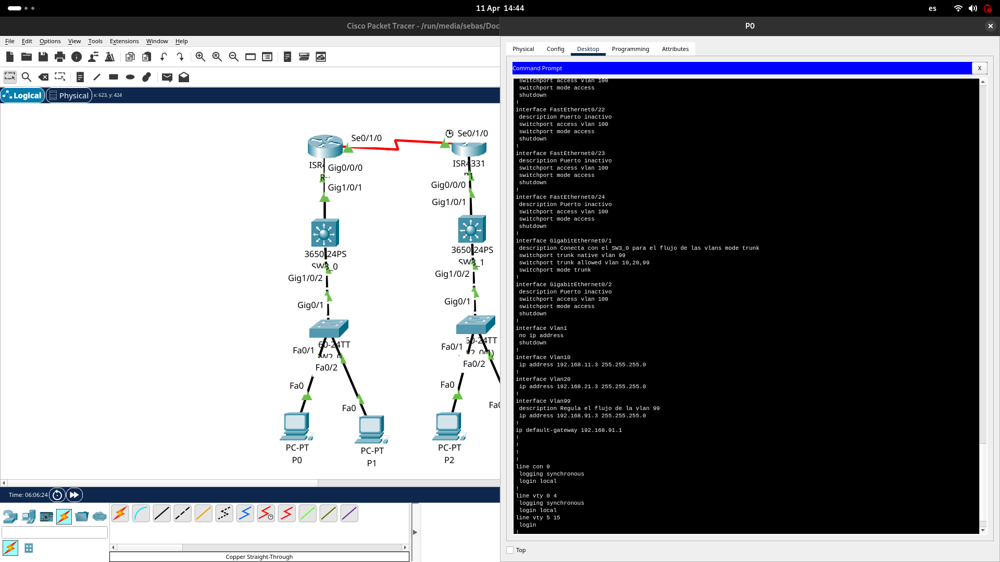 11 Apr 14:44
es
Cisco Packet Tracer - /run/media/sebas/Doc
P0
File Edit Options View Tools Extensions Window Help
Logical
Physical
x: 623, y: 424
Se0/1/0
Se0/1/0
Gig0/0/0
ISR4331
Gig1/0/1
Gig0/0/0
Gig1/0/1
3650-24PS
SW3_0
3650-24PS
SW3_1
Gig1/0/2
Gig1/0/2
Gig0/1
Gig0/1
60-24TT
Fa0/1
60-24TT
Fa0/1
Fa0/2
Fa0/2
Fa0
Fa0
Fa0
PC-PT
P0
PC-PT
P1
PC-PT
P2
Time: 06:06:24
Copper Straight-Through
Physical Config Desktop Programming Attributes
Command Prompt
X
switchport access vlan 100
switchport mode access
shutdown
!
interface FastEthernet0/22
description Puerto inactivo
switchport access vlan 100
switchport mode access
shutdown
!
interface FastEthernet0/23
description Puerto inactivo
switchport access vlan 100
switchport mode access
shutdown
!
interface FastEthernet0/24
description Puerto inactivo
switchport access vlan 100
switchport mode access
shutdown
!
interface GigabitEthernet0/1
description Conecta con el SW3_0 para el flujo de las vlans mode trunk
switchport trunk native vlan 99
switchport trunk allowed vlan 10,20,99
switchport mode trunk
!
interface GigabitEthernet0/2
description Puerto inactivo
switchport access vlan 100
switchport mode access
shutdown
!
interface Vlan1
no ip address
shutdown
!
interface Vlan10
ip address 192.168.11.3 255.255.255.0
!
interface Vlan20
ip address 192.168.21.3 255.255.255.0
!
interface Vlan99
description Regula el flujo de la vlan 99
ip address 192.168.91.3 255.255.255.0
!
ip default-gateway 192.168.91.1
!
!
!
!
line con 0
logging synchronous
login local
!
line vty 0 4
logging synchronous
login local
line vty 5 15
login
!
Top